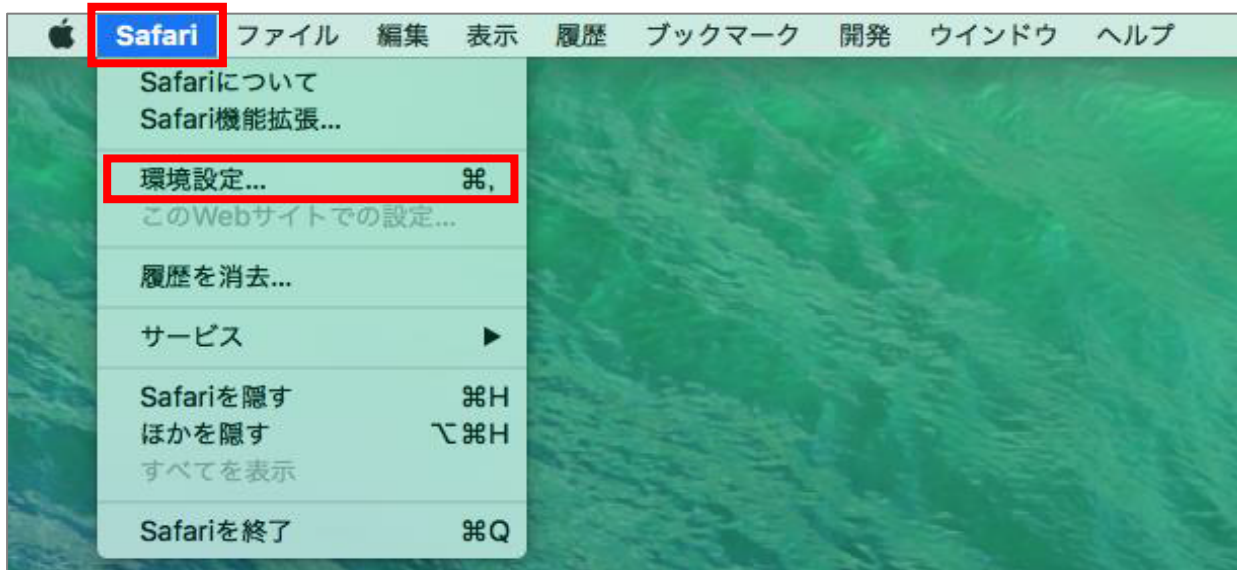 Safari ファイル 編集 表示 履歴 ブックマーク 開発 ウインドウ ヘルプ
Safariについて
Safari機能拡張...
環境設定... ⌘,
このWebサイトでの設定...
履歴を消去...
サービス ▶
Safariを隠す ⌘H
ほかを隠す ⌥⌘H
すべてを表示
Safariを終了 ⌘Q